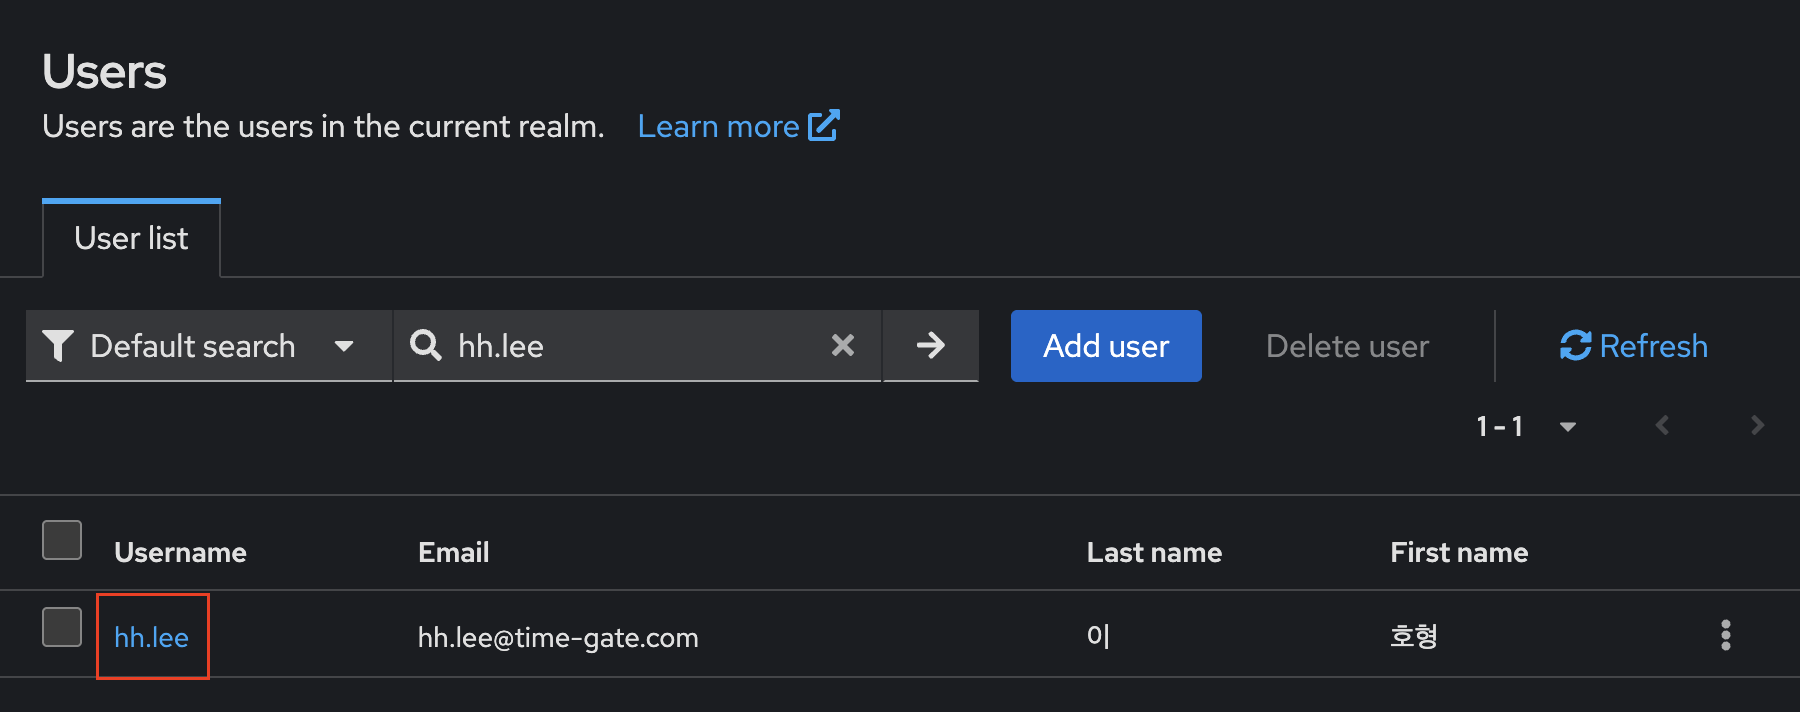 Users
Users are the users in the current realm. Learn more
User list
Default search hh.lee Add user Delete user Refresh
1 - 1
Username Email Last name First name
hh.lee hh.lee@time-gate.com 이 호형